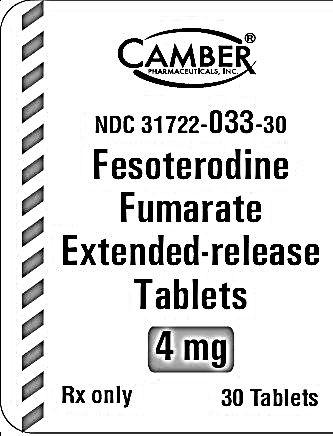 CAMBER®
PHARMACEUTICALS, INC.
NDC 31722-033-30
Fesoterodine
Fumarate
Extended-release
Tablets
4 mg
Rx only 30 Tablets